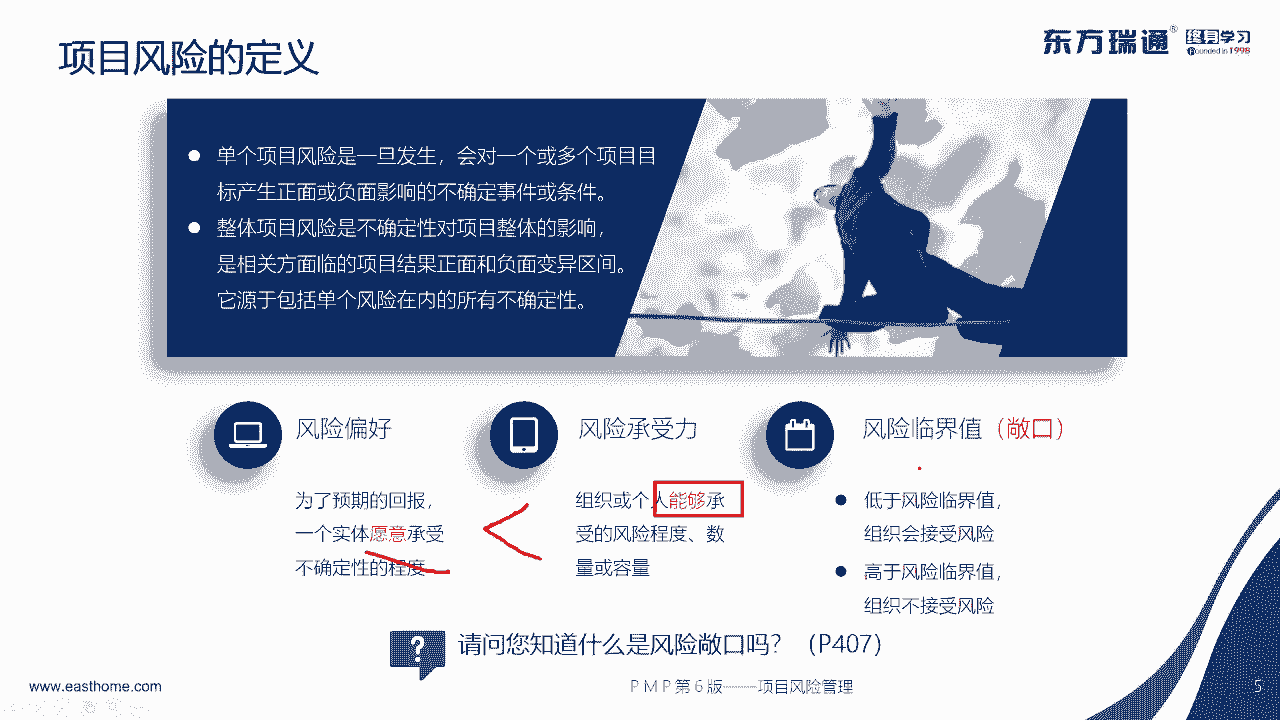 项目风险的定义
东方瑞通® 终身学习
Founded in 1998
单个项目风险是一旦发生，会对一个或多个项目目
标产生正面或负面影响的不确定事件或条件。
整体项目风险是不确定性对项目整体的影响，
是相关方面临的项目结果正面和负面变异区间。
它源于包括单个风险在内的所有不确定性。
风险偏好
为了预期的回报，
一个实体愿意承受
不确定性的程度
风险承受力
组织或个人能够承
受的风险程度、数
量或容量
风险临界值（敞口）
低于风险临界值，
组织会接受风险
高于风险临界值，
组织不接受风险
?
请问您知道什么是风险敞口吗？（P407）
www.easthome.com
PMP第6版——项目风险管理
5